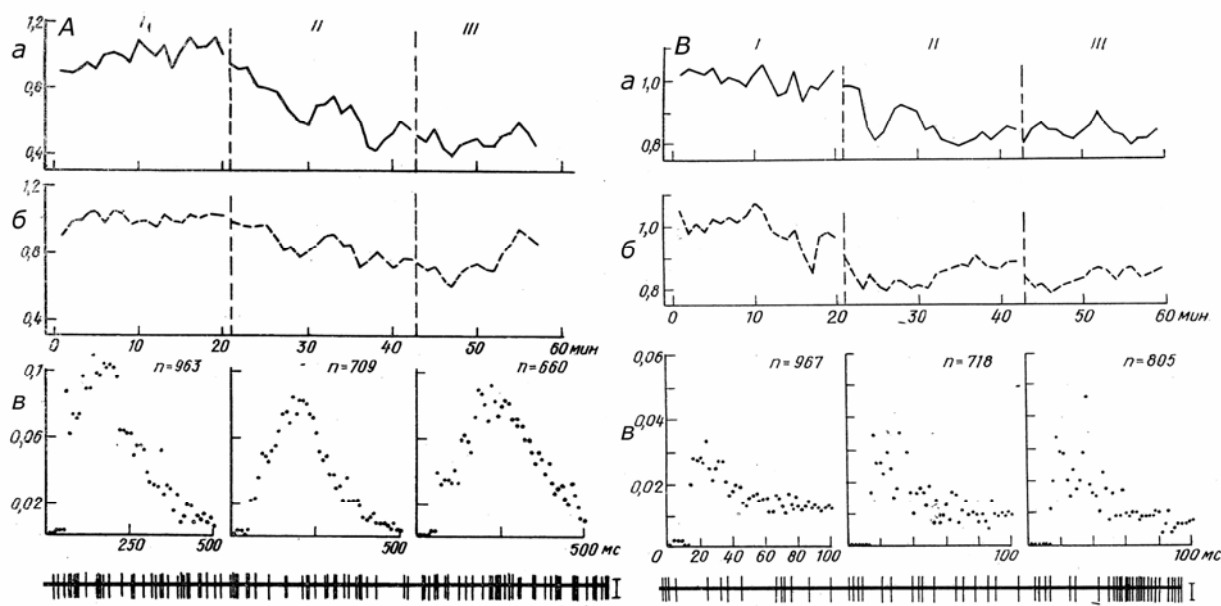 A I II III
а 1,2 0,8 0,4
б 1,2 0,8 0,4
0 10 20 30 40 50 60 мин
в 0,1 0,06 0,02
n=963 n=709 n=660
250 500 500 500 мс
В I II III
а 1,0 0,8
б 1,0 0,8
0 10 20 30 40 50 60 мин.
в 0,06 0,04 0,02
n=967 n=718 n=805
0 20 40 60 80 100 100 100 мс